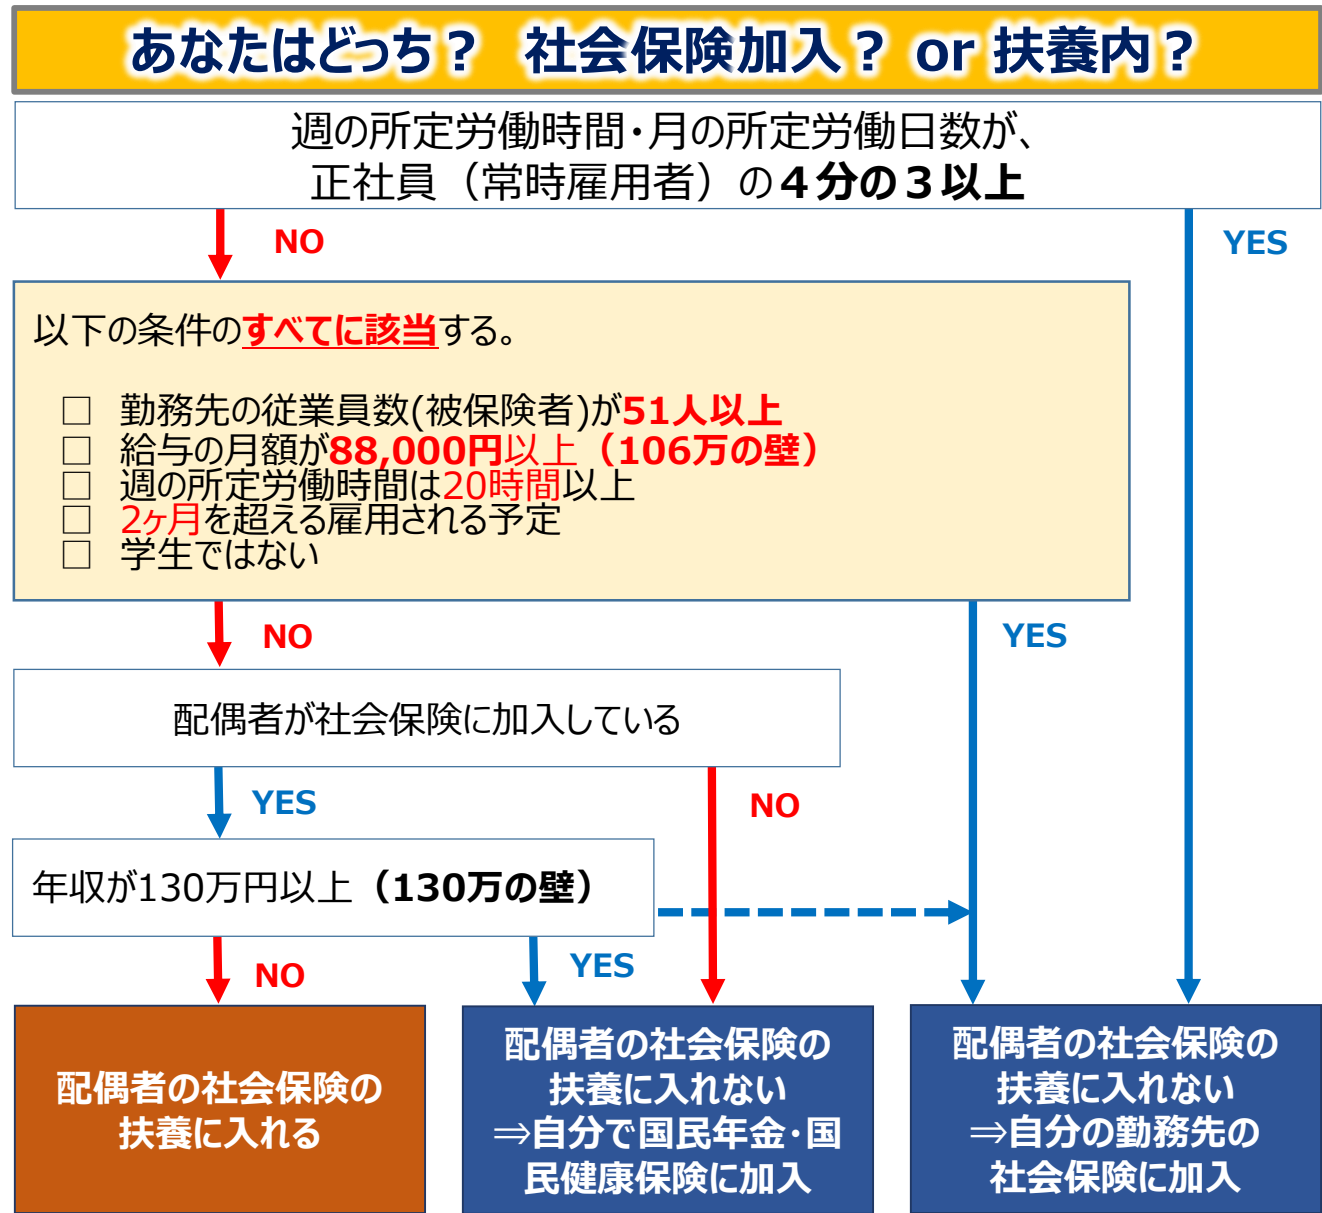 あなたはどっち？ 社会保険加入？ or 扶養内？
週の所定労働時間・月の所定労働日数が、
正社員（常時雇用者）の４分の３以上
NO
YES
以下の条件のすべてに該当する。
□ 勤務先の従業員数(被保険者)が51人以上
□ 給与の月額が88,000円以上（106万の壁）
□ 週の所定労働時間は20時間以上
□ 2ヶ月を超える雇用される予定
□ 学生ではない
NO
YES
配偶者が社会保険に加入している
YES
NO
年収が130万円以上（130万の壁）
NO
YES
配偶者の社会保険の
扶養に入れる
配偶者の社会保険の
扶養に入れない
⇒自分で国民年金・国
民健康保険に加入
配偶者の社会保険の
扶養に入れない
⇒自分の勤務先の
社会保険に加入